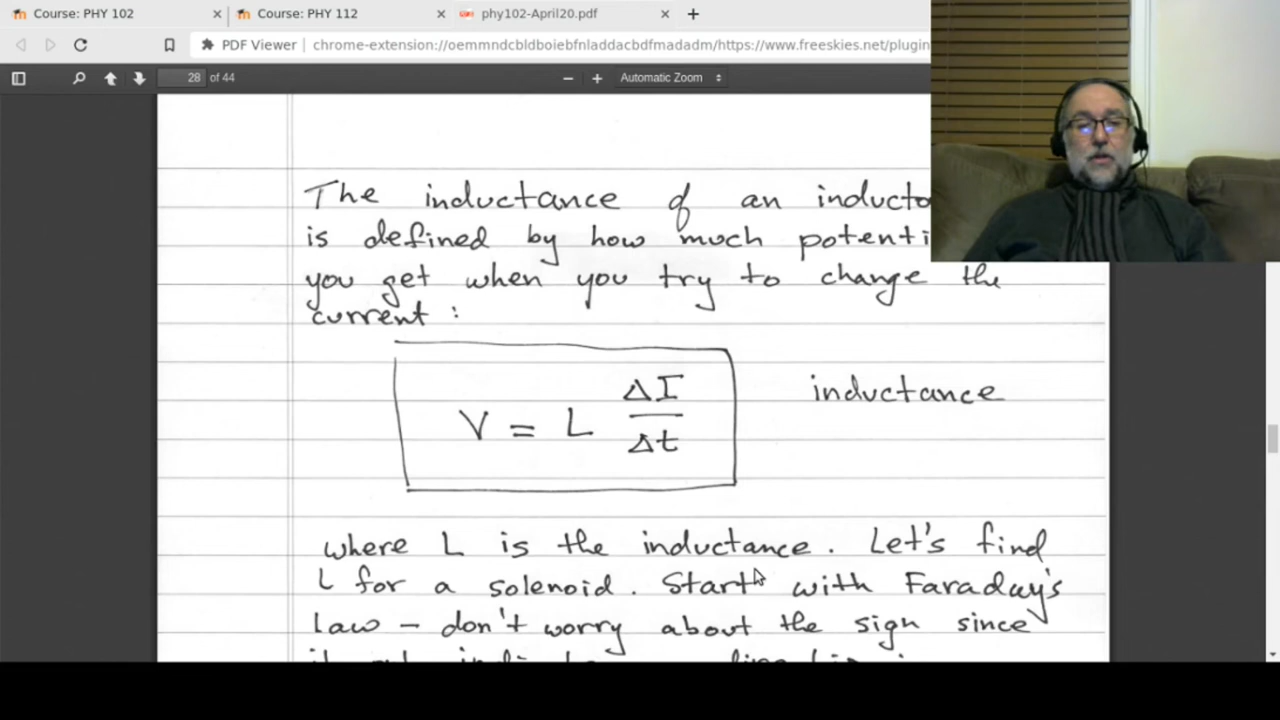 Course: PHY 102
Course: PHY 112
phy102-April20.pdf
PDF Viewer
chrome-extension://oemmndcbldboiebfnladdacbdfmadadm/https://www.freeskies.net/plugin
28 of 44
Automatic Zoom
The inductance of an inducto
is defined by how much potenti
you get when you try to change the
current :
V = L ΔI/Δt
inductance
where L is the inductance. Let's find
L for a solenoid. Start with Faraday's
Law – don't worry about the sign since